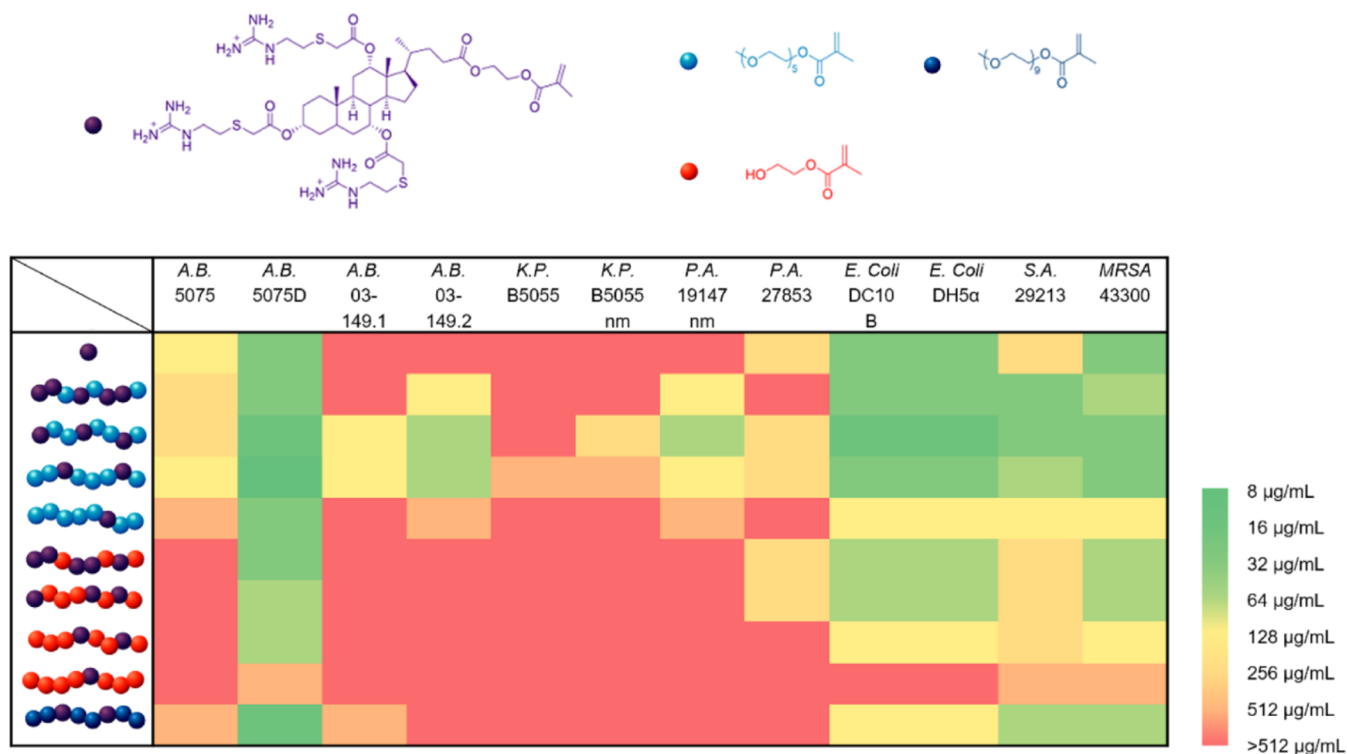 NH2
H2N+
N
H
S
O
O
O
O
O
O
NH2
H2N+
N
H
S
O
O
H
H
O
O
NH2
H2N+
N
H
S
O
5
O
O
O
9
O
O
HO
O
O
A.B.
5075
A.B.
5075D
A.B.
03-
149.1
A.B.
03-
149.2
K.P.
B5055
K.P.
B5055
nm
P.A.
19147
nm
P.A.
27853
E. Coli
DC10
B
E. Coli
DH5α
S.A.
29213
MRSA
43300
8 µg/mL
16 µg/mL
32 µg/mL
64 µg/mL
128 µg/mL
256 µg/mL
512 µg/mL
>512 µg/mL